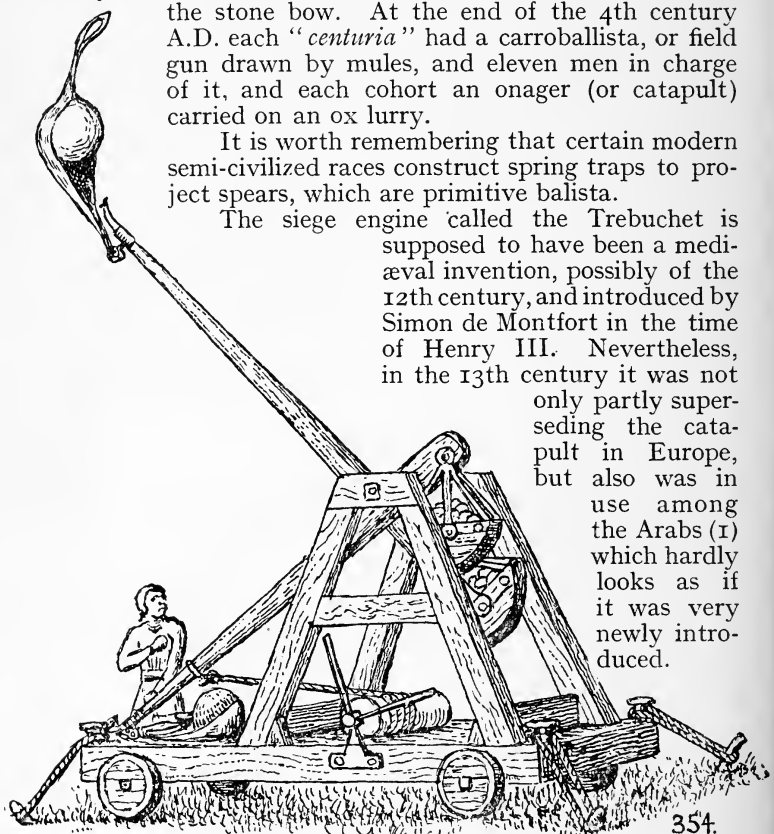 the stone bow. At the end of the 4th century
A.D. each "centuria" had a carroballista, or field
gun drawn by mules, and eleven men in charge
of it, and each cohort an onager (or catapult)
carried on an ox lurry.
It is worth remembering that certain modern
semi-civilized races construct spring traps to pro-
ject spears, which are primitive balista.
The siege engine called the Trebuchet is
supposed to have been a medi-
æval invention, possibly of the
12th century, and introduced by
Simon de Montfort in the time
of Henry III. Nevertheless,
in the 13th century it was not
only partly super-
seding the cata-
pult in Europe,
but also was in
use among
the Arabs (1)
which hardly
looks as if
it was very
newly intro-
duced.
354